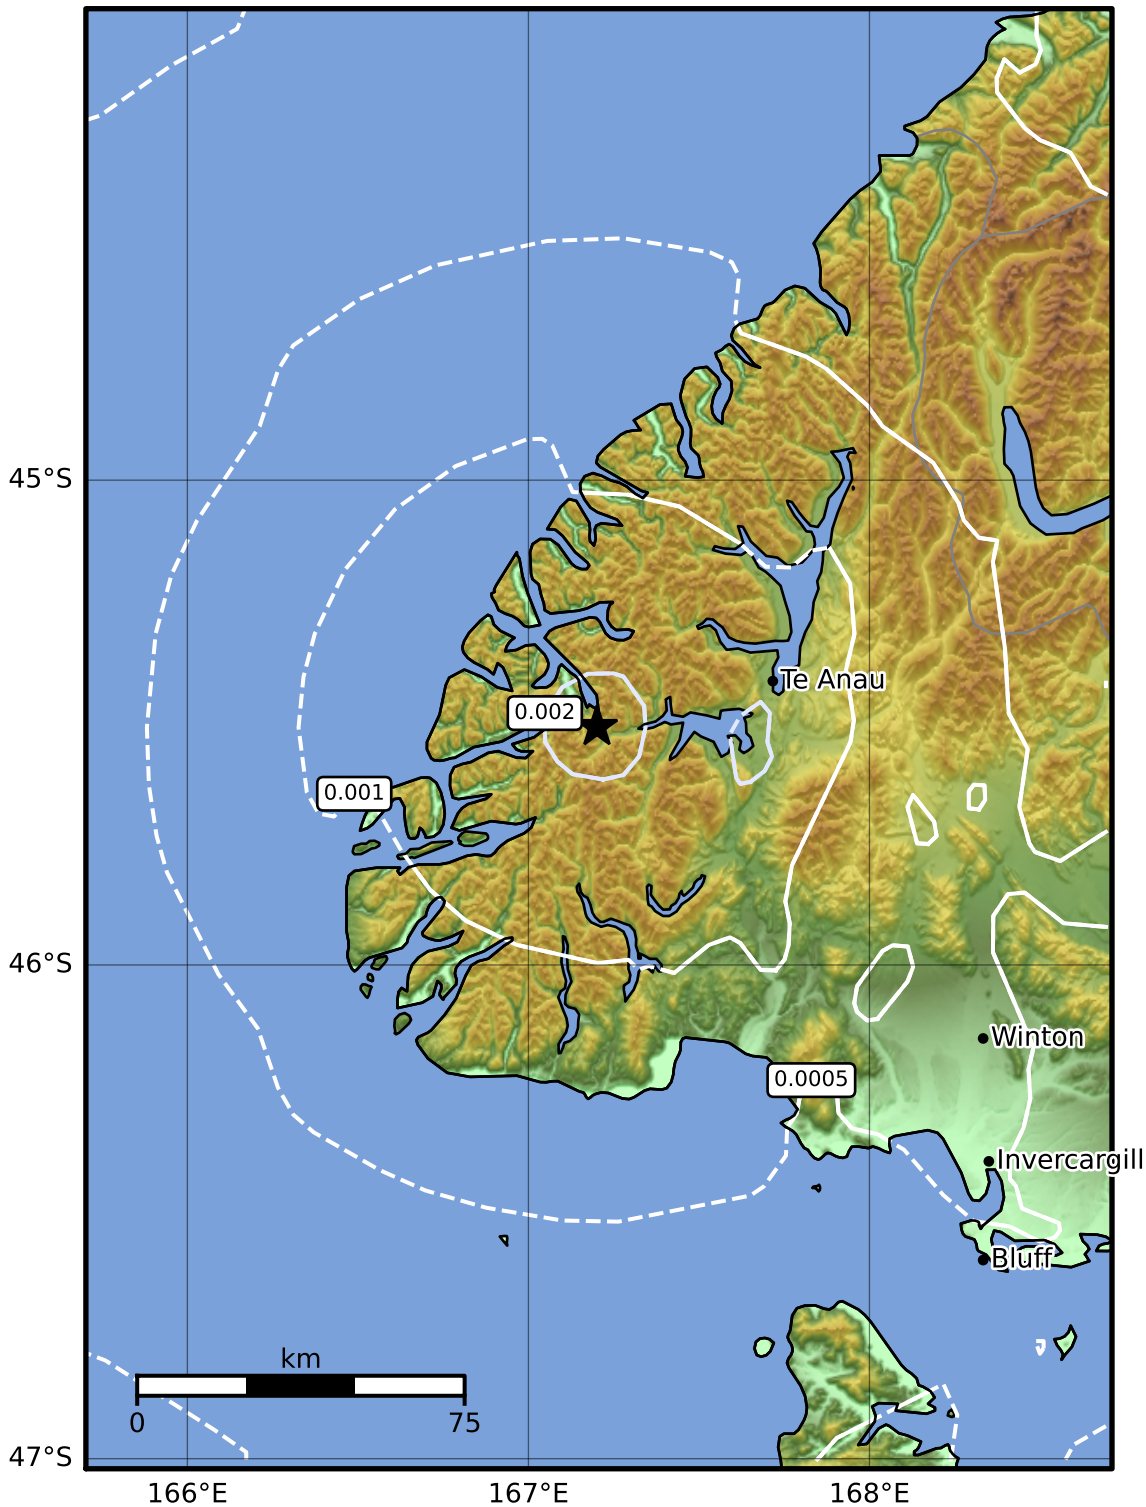 45°S
Te Anau
0.002
0.001
46°S
Winton
0.0005
Invercargill
Bluff
km
0 75
47°S
166°E 167°E 168°E